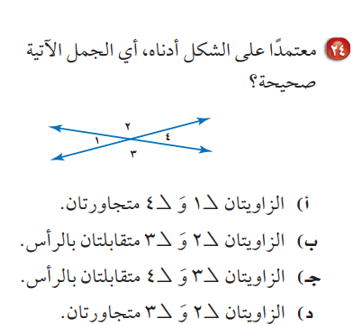 ٢٤ معتمدًا على الشكل أدناه، أي الجمل الآتية
صحيحة؟
٢
١ ٤
٣
أ) الزاويتان ∠١ وَ ∠٤ متجاورتان.
ب) الزاويتان ∠٢ وَ ∠٣ متقابلتان بالرأس.
جـ) الزاويتان ∠٣ وَ ∠٤ متقابلتان بالرأس.
د) الزاويتان ∠٢ وَ ∠٣ متجاورتان.